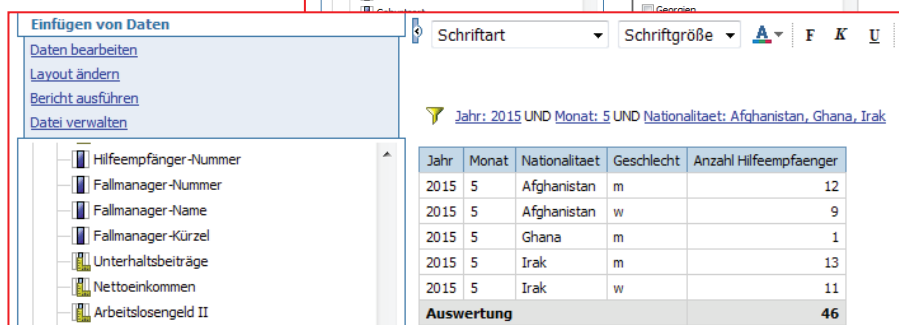 Georgien
Einfügen von Daten
Daten bearbeiten
Layout ändern
Bericht ausführen
Datei verwalten
Hilfeempfänger-Nummer
Fallmanager-Nummer
Fallmanager-Name
Fallmanager-Kürzel
Unterhaltsbeiträge
Nettoeinkommen
Arbeitslosengeld II
Schriftart Schriftgröße A F K U
Jahr: 2015 UND Monat: 5 UND Nationalitaet: Afghanistan, Ghana, Irak
Jahr Monat Nationalitaet Geschlecht Anzahl Hilfeempfaenger
2015 5 Afghanistan m 12
2015 5 Afghanistan w 9
2015 5 Ghana m 1
2015 5 Irak m 13
2015 5 Irak w 11
Auswertung 46